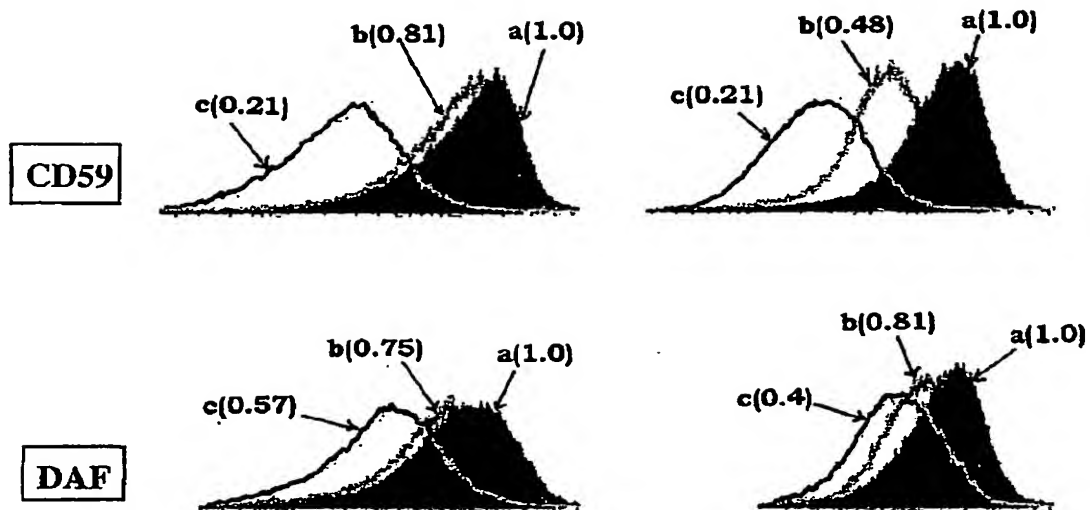 b(0.81) a(1.0)
c(0.21)
b(0.48) a(1.0)
c(0.21)
CD59
b(0.75) a(1.0)
c(0.57)
b(0.81) a(1.0)
c(0.4)
DAF